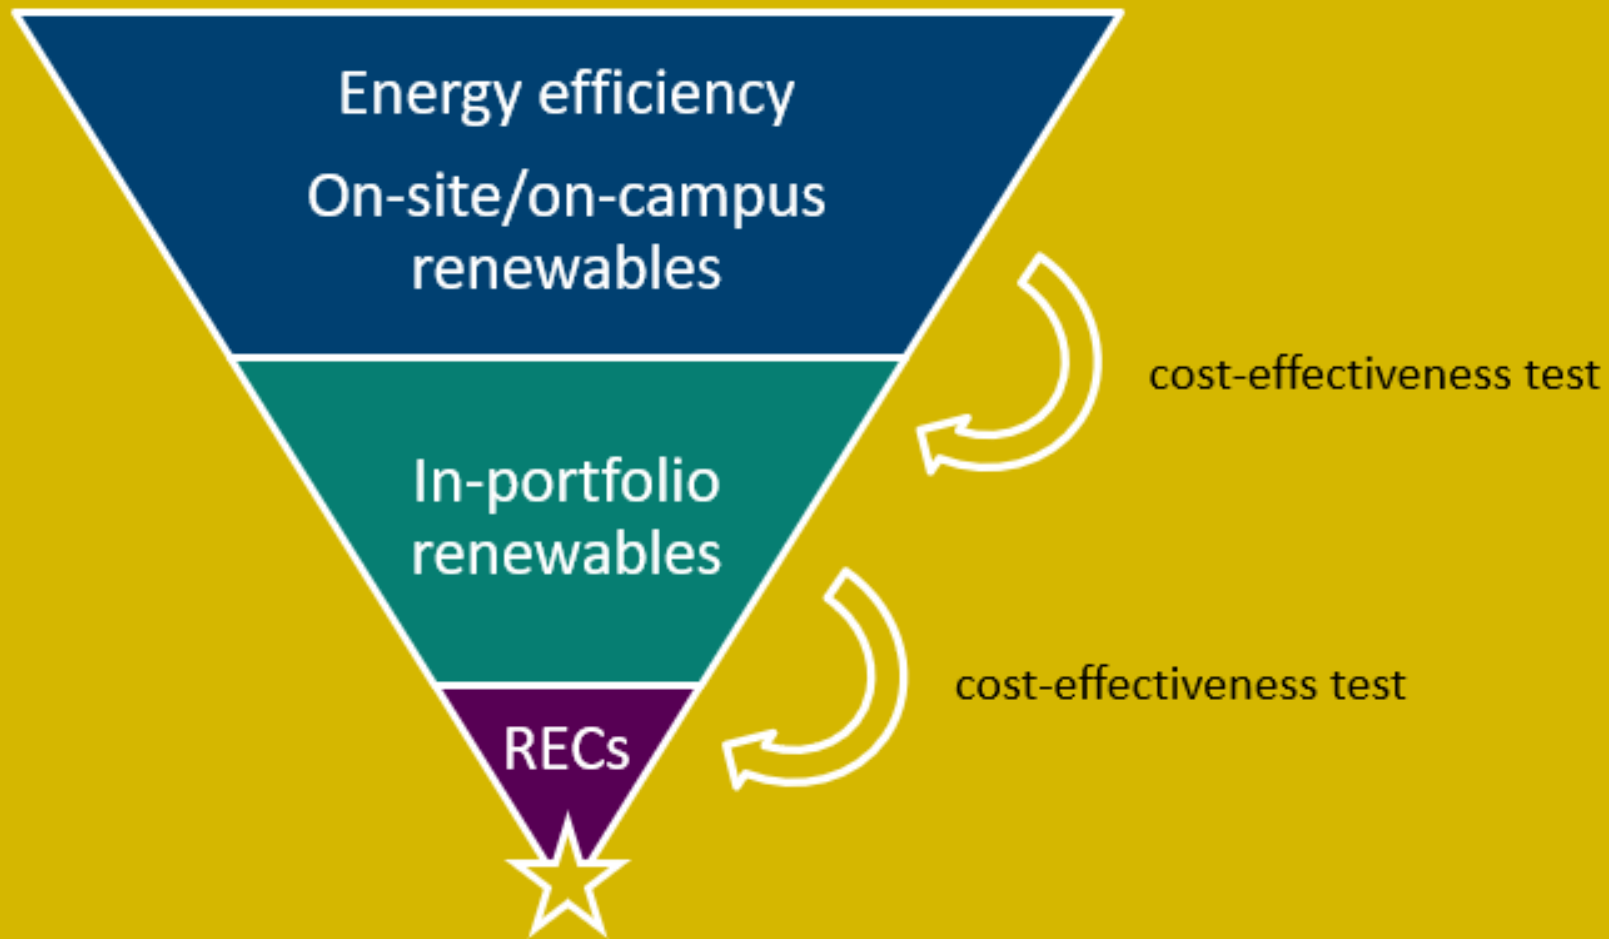 Energy efficiency
On-site/on-campus
renewables
cost-effectiveness test
In-portfolio
renewables
cost-effectiveness test
RECs